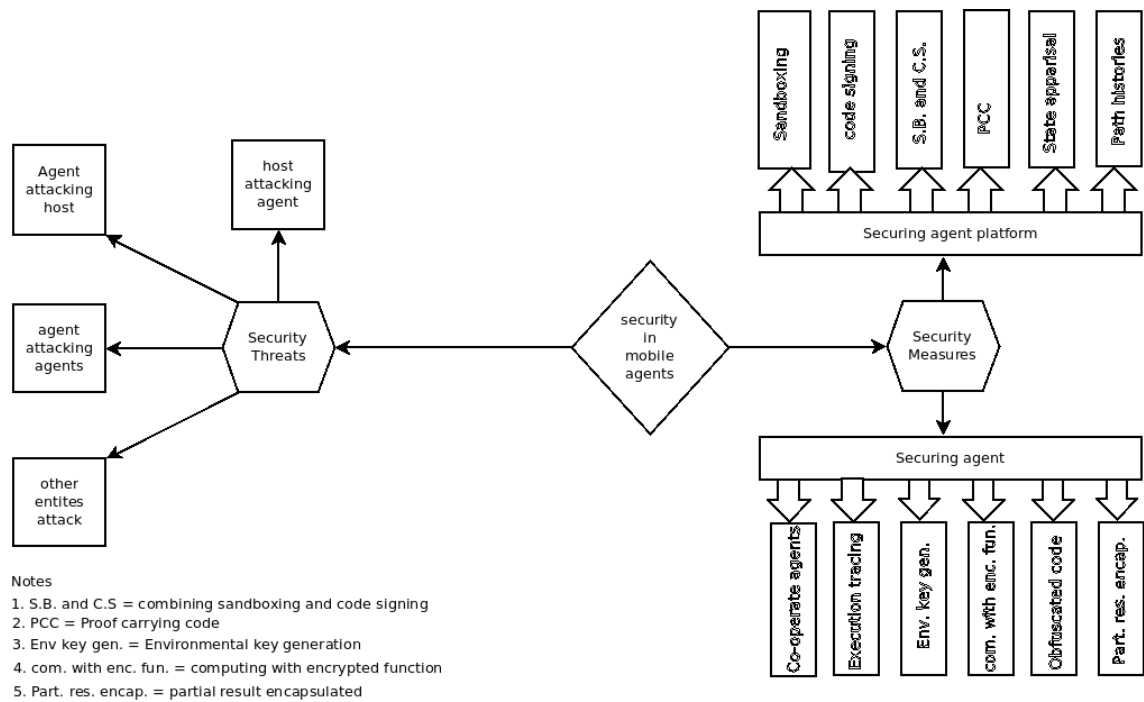 Sandboxing
code signing
S.B. and C.S.
PCC
State apparisal
Path histories
Securing agent platform
Agent
attacking
host
host
attacking
agent
agent
attacking
agents
Security
Threats
security
in
mobile
agents
Security
Measures
other
entites
attack
Securing agent
Co-operate agents
Execution tracing
Env. key gen.
com. with enc. fun.
Obfuscated code
Part. res. encap.
Notes
1. S.B. and C.S = combining sandboxing and code signing
2. PCC = Proof carrying code
3. Env key gen. = Environmental key generation
4. com. with enc. fun. = computing with encrypted function
5. Part. res. encap. = partial result encapsulated